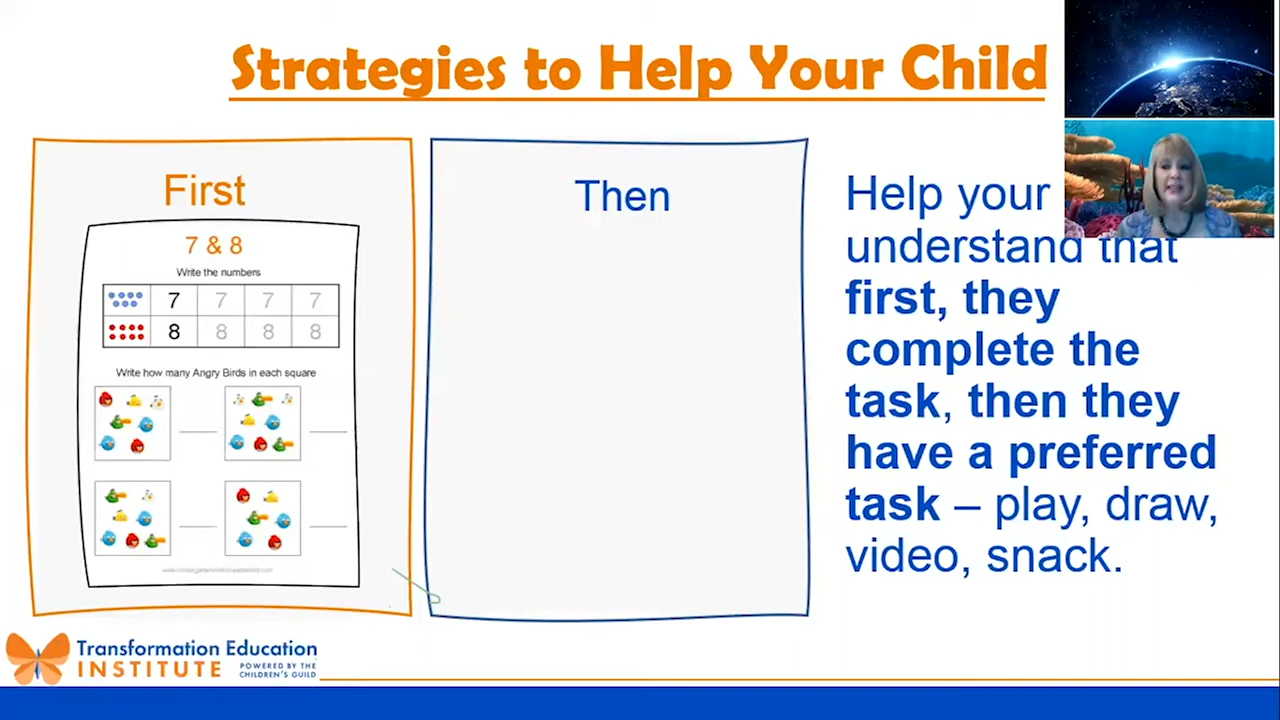 Strategies to Help Your Child
First
7 & 8
Write the numbers
7 7 7 7
8 8 8 8
Write how many Angry Birds in each square
Then
Help your
understand that
first, they
complete the
task, then they
have a preferred
task – play, draw,
video, snack.
Transformation Education
INSTITUTE
POWERED BY THE
CHILDREN'S GUILD